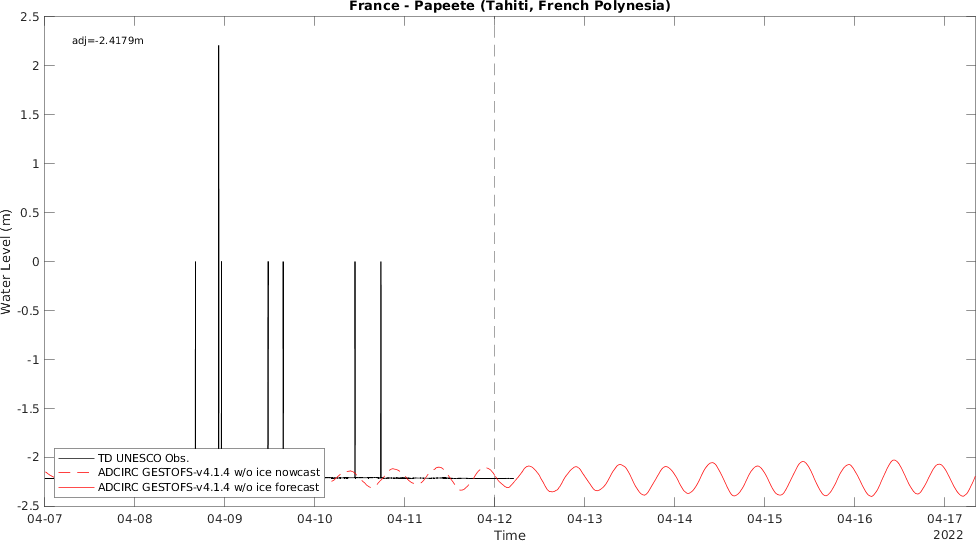 France - Papeete (Tahiti, French Polynesia)
adj=-2.4179m
Water Level (m)
2.5
2
1.5
1
0.5
0
-0.5
-1
-1.5
-2
-2.5
TD UNESCO Obs.
ADCIRC GESTOFS-v4.1.4 w/o ice nowcast
ADCIRC GESTOFS-v4.1.4 w/o ice forecast
04-07 04-08 04-09 04-10 04-11 04-12 04-13 04-14 04-15 04-16 04-17
Time
2022